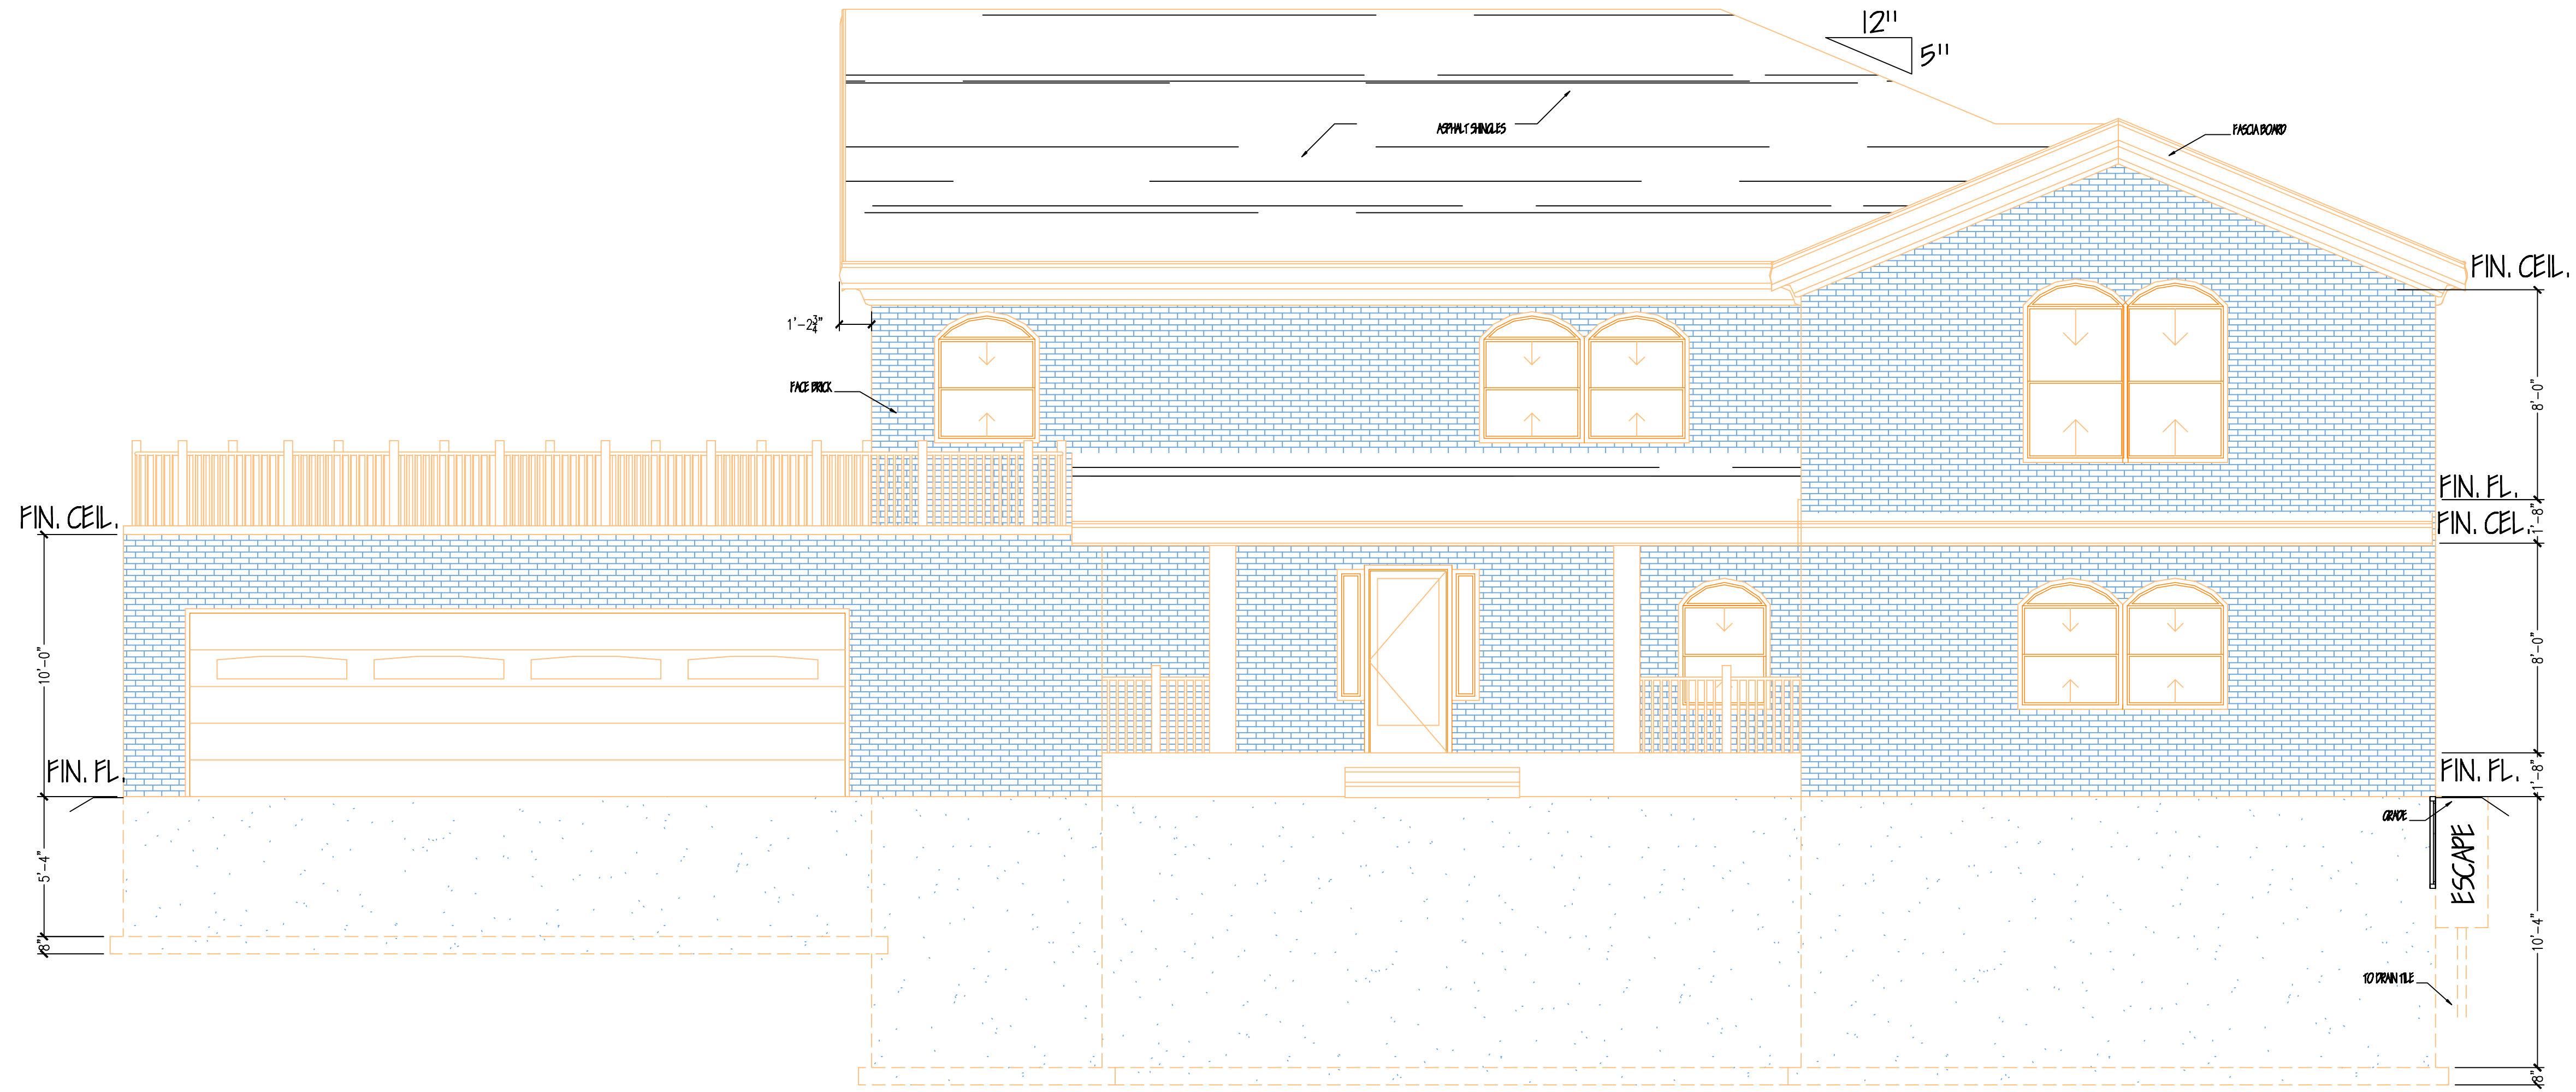 12"
5"
ASPHALT SHINGLES
FASCIA BOARD
FIN. CEIL.
1'-2¾"
FACE BRICK
8'-0"
FIN. FL.
1'-8"
FIN. CEL.
FIN. CEIL.
10'-0"
8'-0"
FIN. FL.
FIN. FL.
1'-8"
GRADE
ESCAPE
5'-4"
8"
10'-4"
TO DRAIN TILE
8"